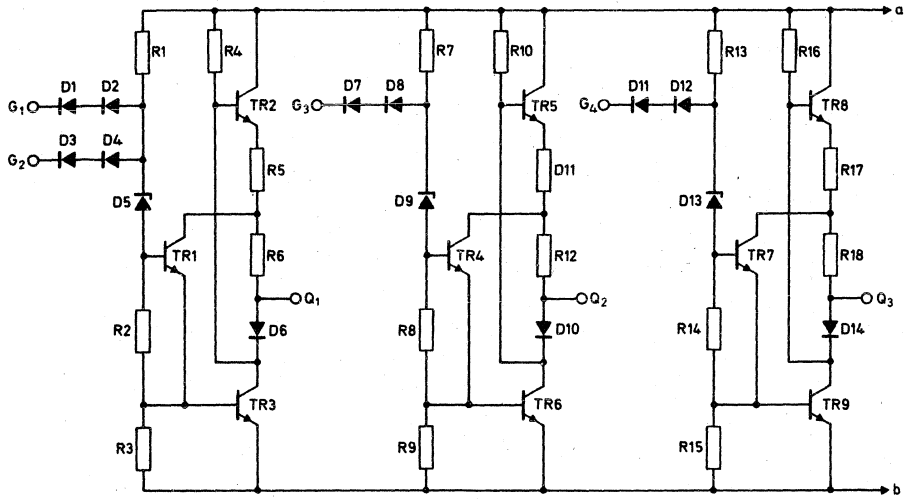 a
R1
R4
TR2
R7
R10
TR5
R13
R16
TR8
D1 D2
G1
D3 D4
G2
D7 D8
G3
D11 D12
G4
R5
D11
R17
D5
D9
D13
TR1
R6
TR4
R12
TR7
R18
Q1
Q2
Q3
R2
D6
R8
D10
R14
D14
TR3
TR6
TR9
R3
R9
R15
b